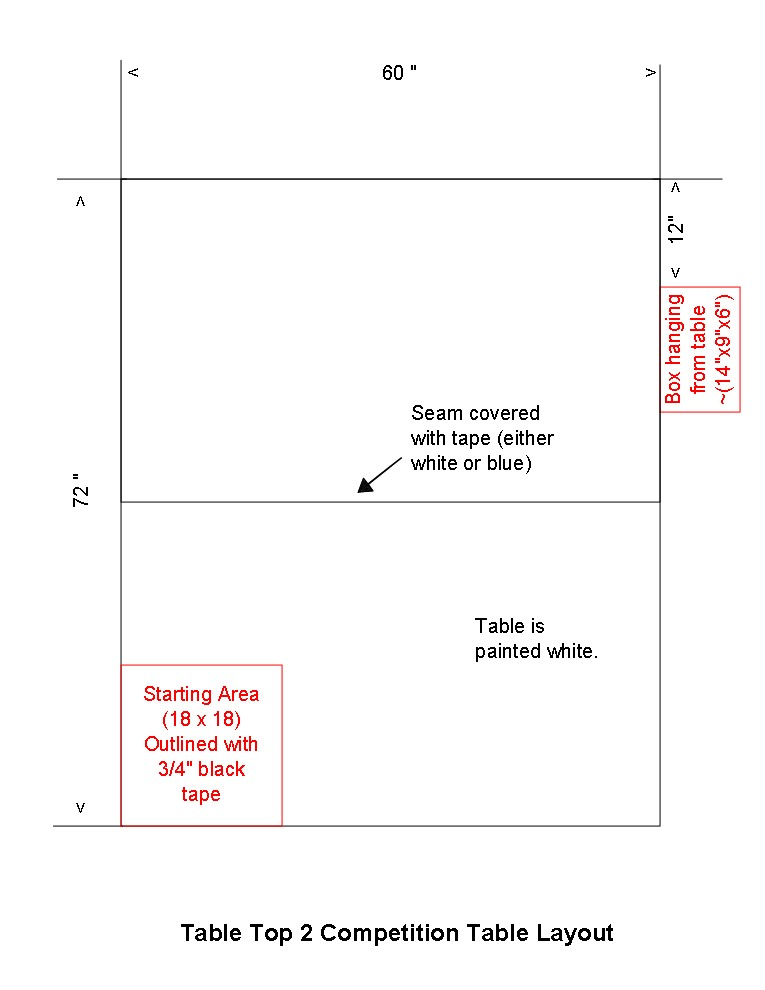 < 60 " >
^
^
12"
v
72 "
v
Box hanging
from table
~(14"x9"x6")
Seam covered
with tape (either
white or blue)
Table is
painted white.
Starting Area
(18 x 18)
Outlined with
3/4" black
tape
Table Top 2 Competition Table Layout